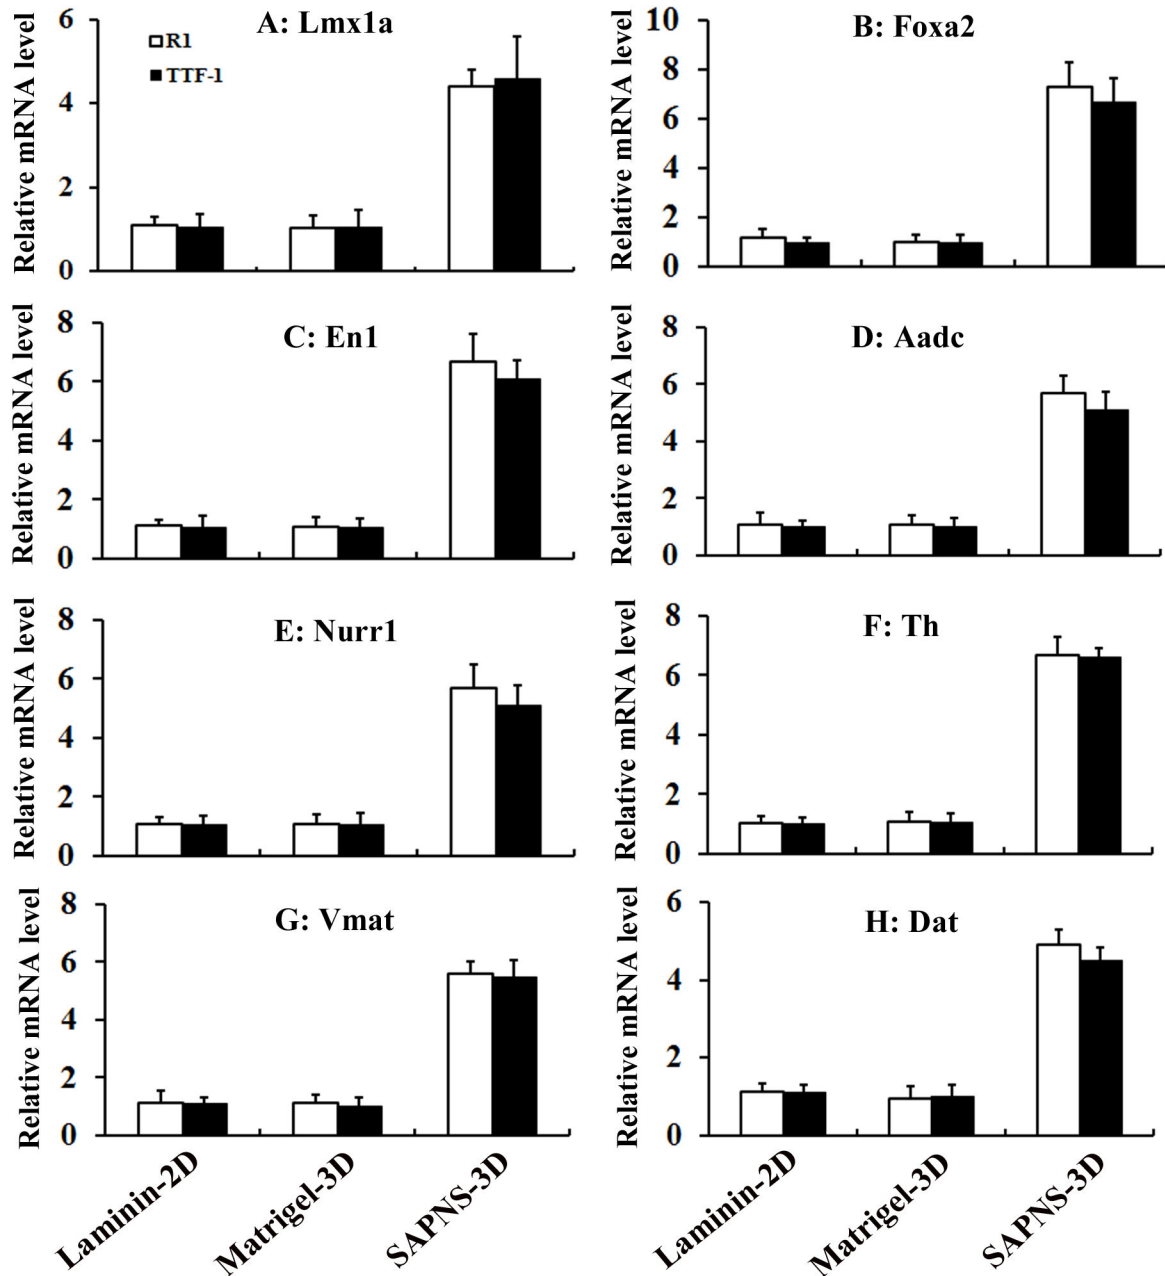 A: Lmx1a
Relative mRNA level
6
4
2
0
R1
TTF-1
B: Foxa2
Relative mRNA level
10
8
6
4
2
0
C: En1
Relative mRNA level
8
6
4
2
0
D: Aadc
Relative mRNA level
8
6
4
2
0
E: Nurr1
Relative mRNA level
8
6
4
2
0
F: Th
Relative mRNA level
8
6
4
2
0
G: Vmat
Relative mRNA level
8
6
4
2
0
Laminin-2D
Matrigel-3D
SAPNS-3D
H: Dat
Relative mRNA level
6
4
2
0
Laminin-2D
Matrigel-3D
SAPNS-3D